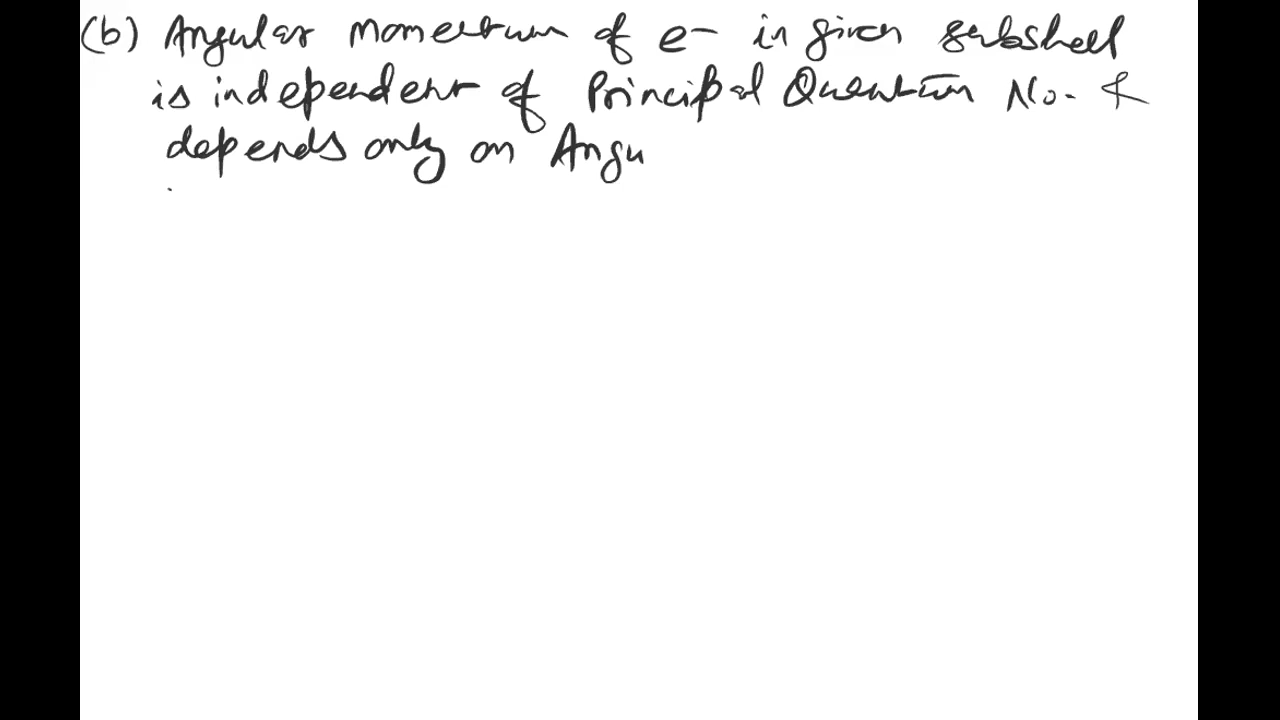 (b) Angular momentum of e- in given subshell
is independent of Principal Quantum No. &
depends only on Angu